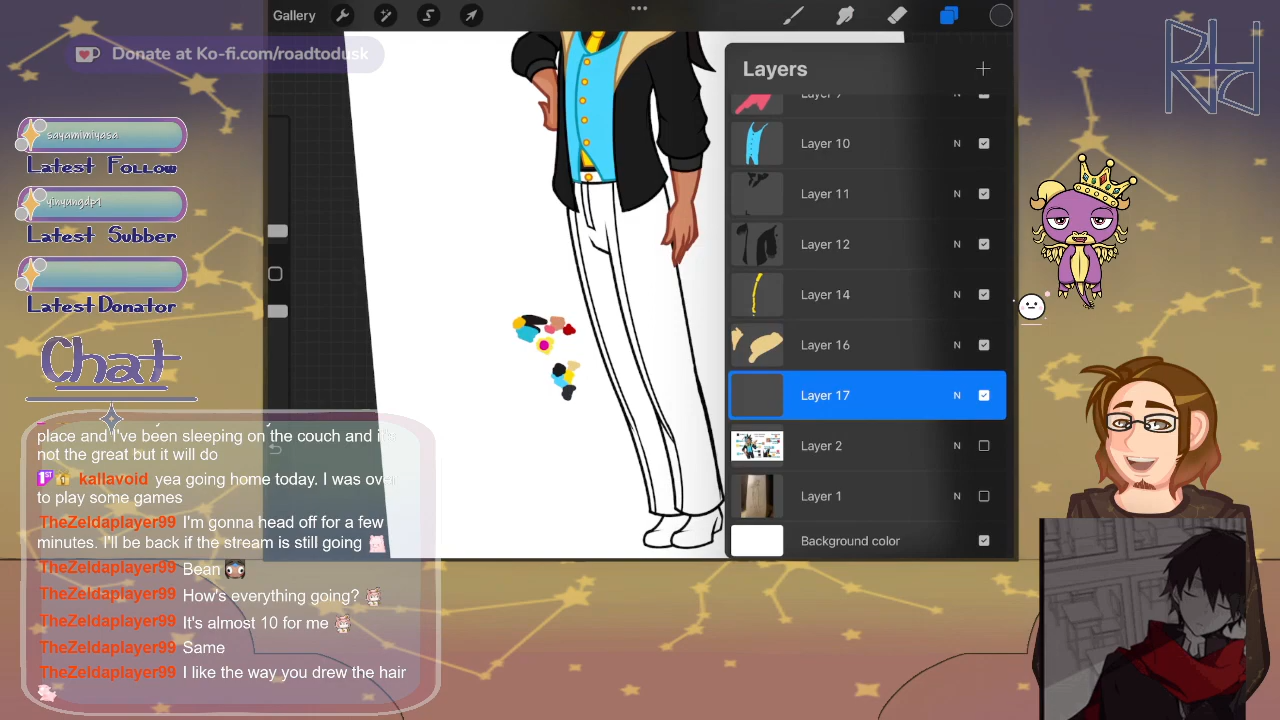 Gallery
Donate at Ko-fi.com/roadtodusk
sayamimiyasa
Latest Follow
yinyangdp1
Latest Subber
Latest Donator
Chat
place and I've been sleeping on the couch and it
not the great but it will do
kallavoid yea going home today. I was over
to play some games
TheZeldaplayer99 I'm gonna head off for a few
minutes. I'll be back if the stream is still going
TheZeldaplayer99 Bean
TheZeldaplayer99 How's everything going?
TheZeldaplayer99 It's almost 10 for me
TheZeldaplayer99 Same
TheZeldaplayer99 I like the way you drew the hair
Layers
Layer 10 N
Layer 11 N
Layer 12 N
Layer 14 N
Layer 16 N
Layer 17 N
Layer 2 N
Layer 1 N
Background color